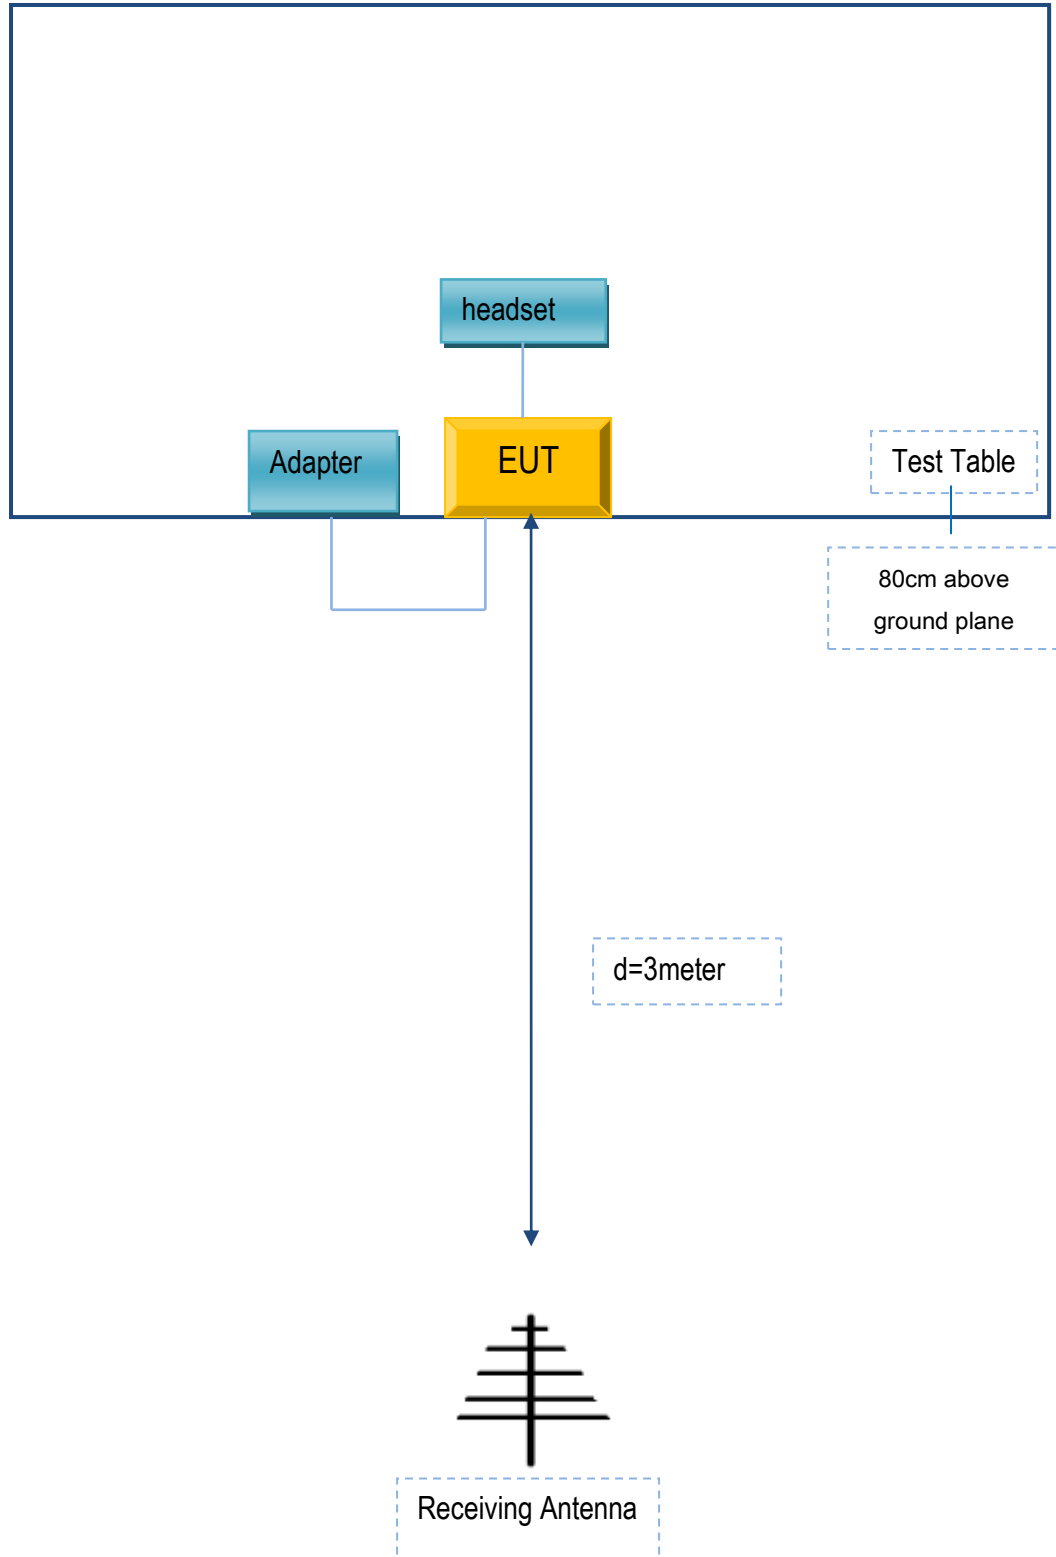 headset
Adapter
EUT
Test Table
80cm above
ground plane
d=3meter
Receiving Antenna